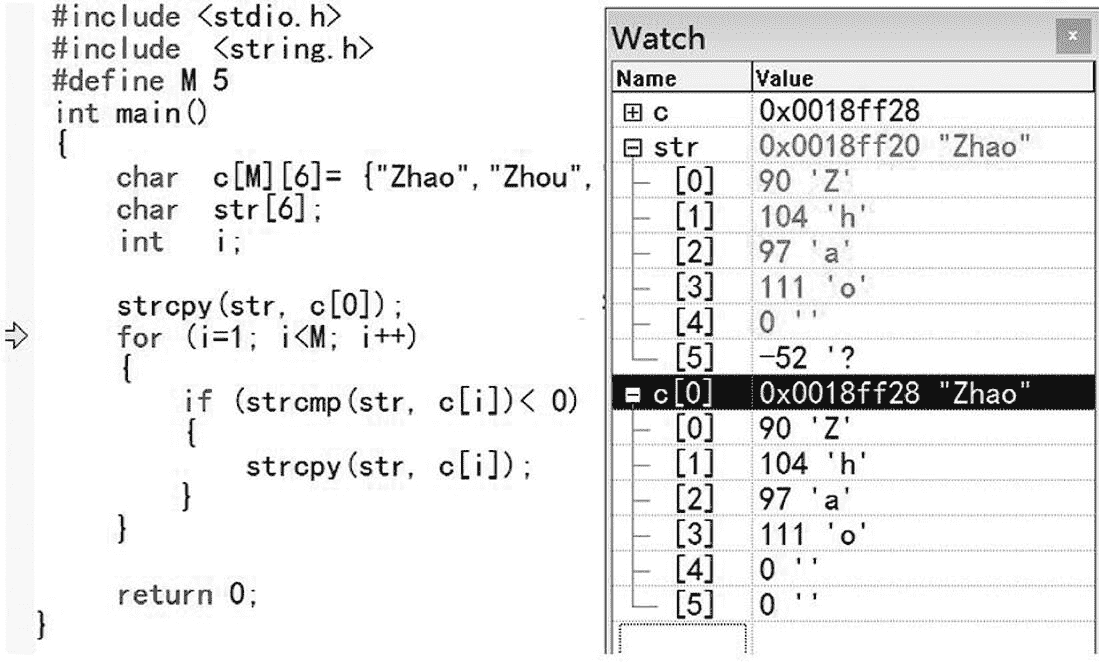 #include <stdio.h>
#include <string.h>
#define M 5
int main()
{
char c[M][6]= {"Zhao","Zhou",
char str[6];
int i;
strcpy(str, c[0]);
for (i=1; i<M; i++)
{
if (strcmp(str, c[i])< 0)
{
strcpy(str, c[i]);
}
}
return 0;
}
Watch
Name Value
c 0x0018ff28
str 0x0018ff20 "Zhao"
[0] 90 'Z'
[1] 104 'h'
[2] 97 'a'
[3] 111 'o'
[4] 0 ''
[5] -52 '?
c[0] 0x0018ff28 "Zhao"
[0] 90 'Z'
[1] 104 'h'
[2] 97 'a'
[3] 111 'o'
[4] 0 ''
[5] 0 ''